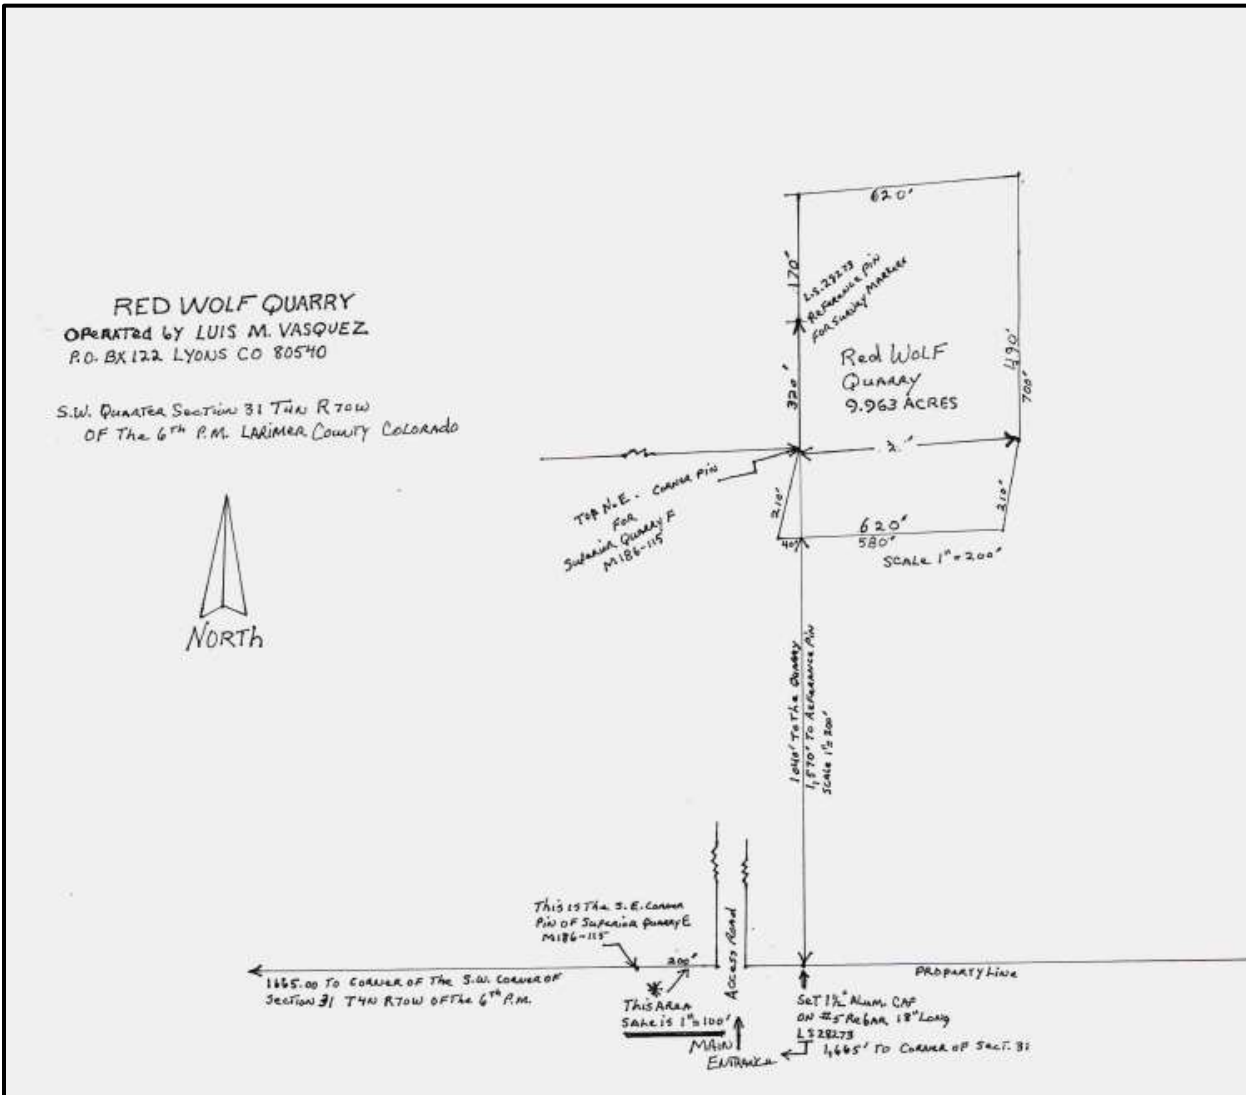 RED WOLF QUARRY
OPERATED by LUIS M. VASQUEZ
P.O. BX 122 LYONS CO 80540
S.W. QUARTER SECTION 31 T4N R70W
OF The 6th P.M. LARIMER COUNTY COLORADO
NORTh
620'
170'
L.S. 28273
REFERENCE PIN
FOR SURVEY MARKER
320'
Red WOLF
QUARRY
9.963 ACRES
490'
700'
TOP N.E. CORNER PIN
FOR
SUPERIOR QUARRY F
M186-115
210'
210'
40'
620'
580'
SCALE 1"=200'
1040' To The QUARRY
1,570' TO REFERENCE PIN
SCALE 1"=200'
This is The S.E. CORNER
PIN OF SUPERIOR QUARRY E
M186-115
200'
Access Road
PROPERTY LINE
1665.00 TO CORNER OF THE S.W. CORNER OF
SECTION 31 T4N R70W OF The 6th P.M.
This AREA
SALE is 1"=100'
MAIN
ENTRANCE
SET 1½" ALUM. CAP
ON #5 ReBAR 18" LONG
LS 28273
1,665' TO CORNER OF SECT. 31